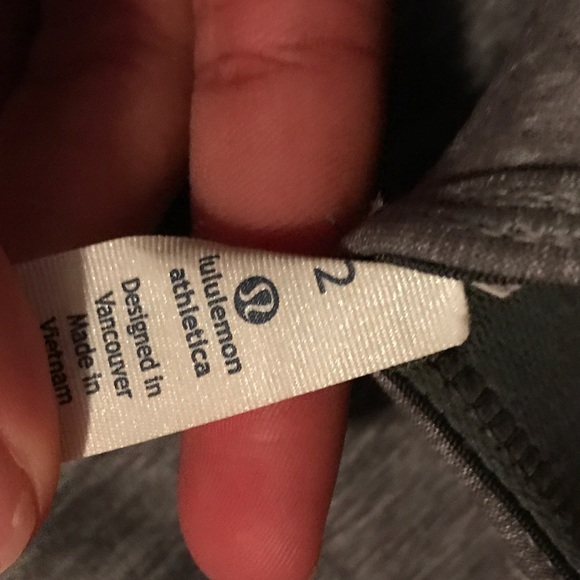 2
lululemon
athletica
Designed in
Vancouver
Made in
Vietnam